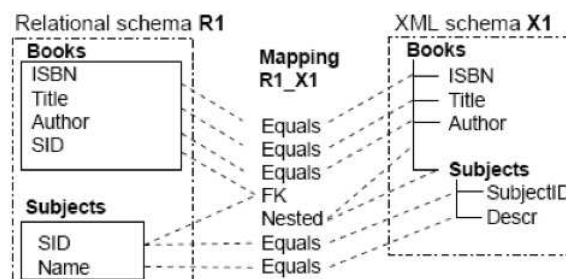 Relational schema R1
Books
ISBN
Title
Author
SID
Subjects
SID
Name
Mapping
R1_X1
Equals
Equals
Equals
FK
Nested
Equals
Equals
XML schema X1
Books
ISBN
Title
Author
Subjects
SubjectID
Descr